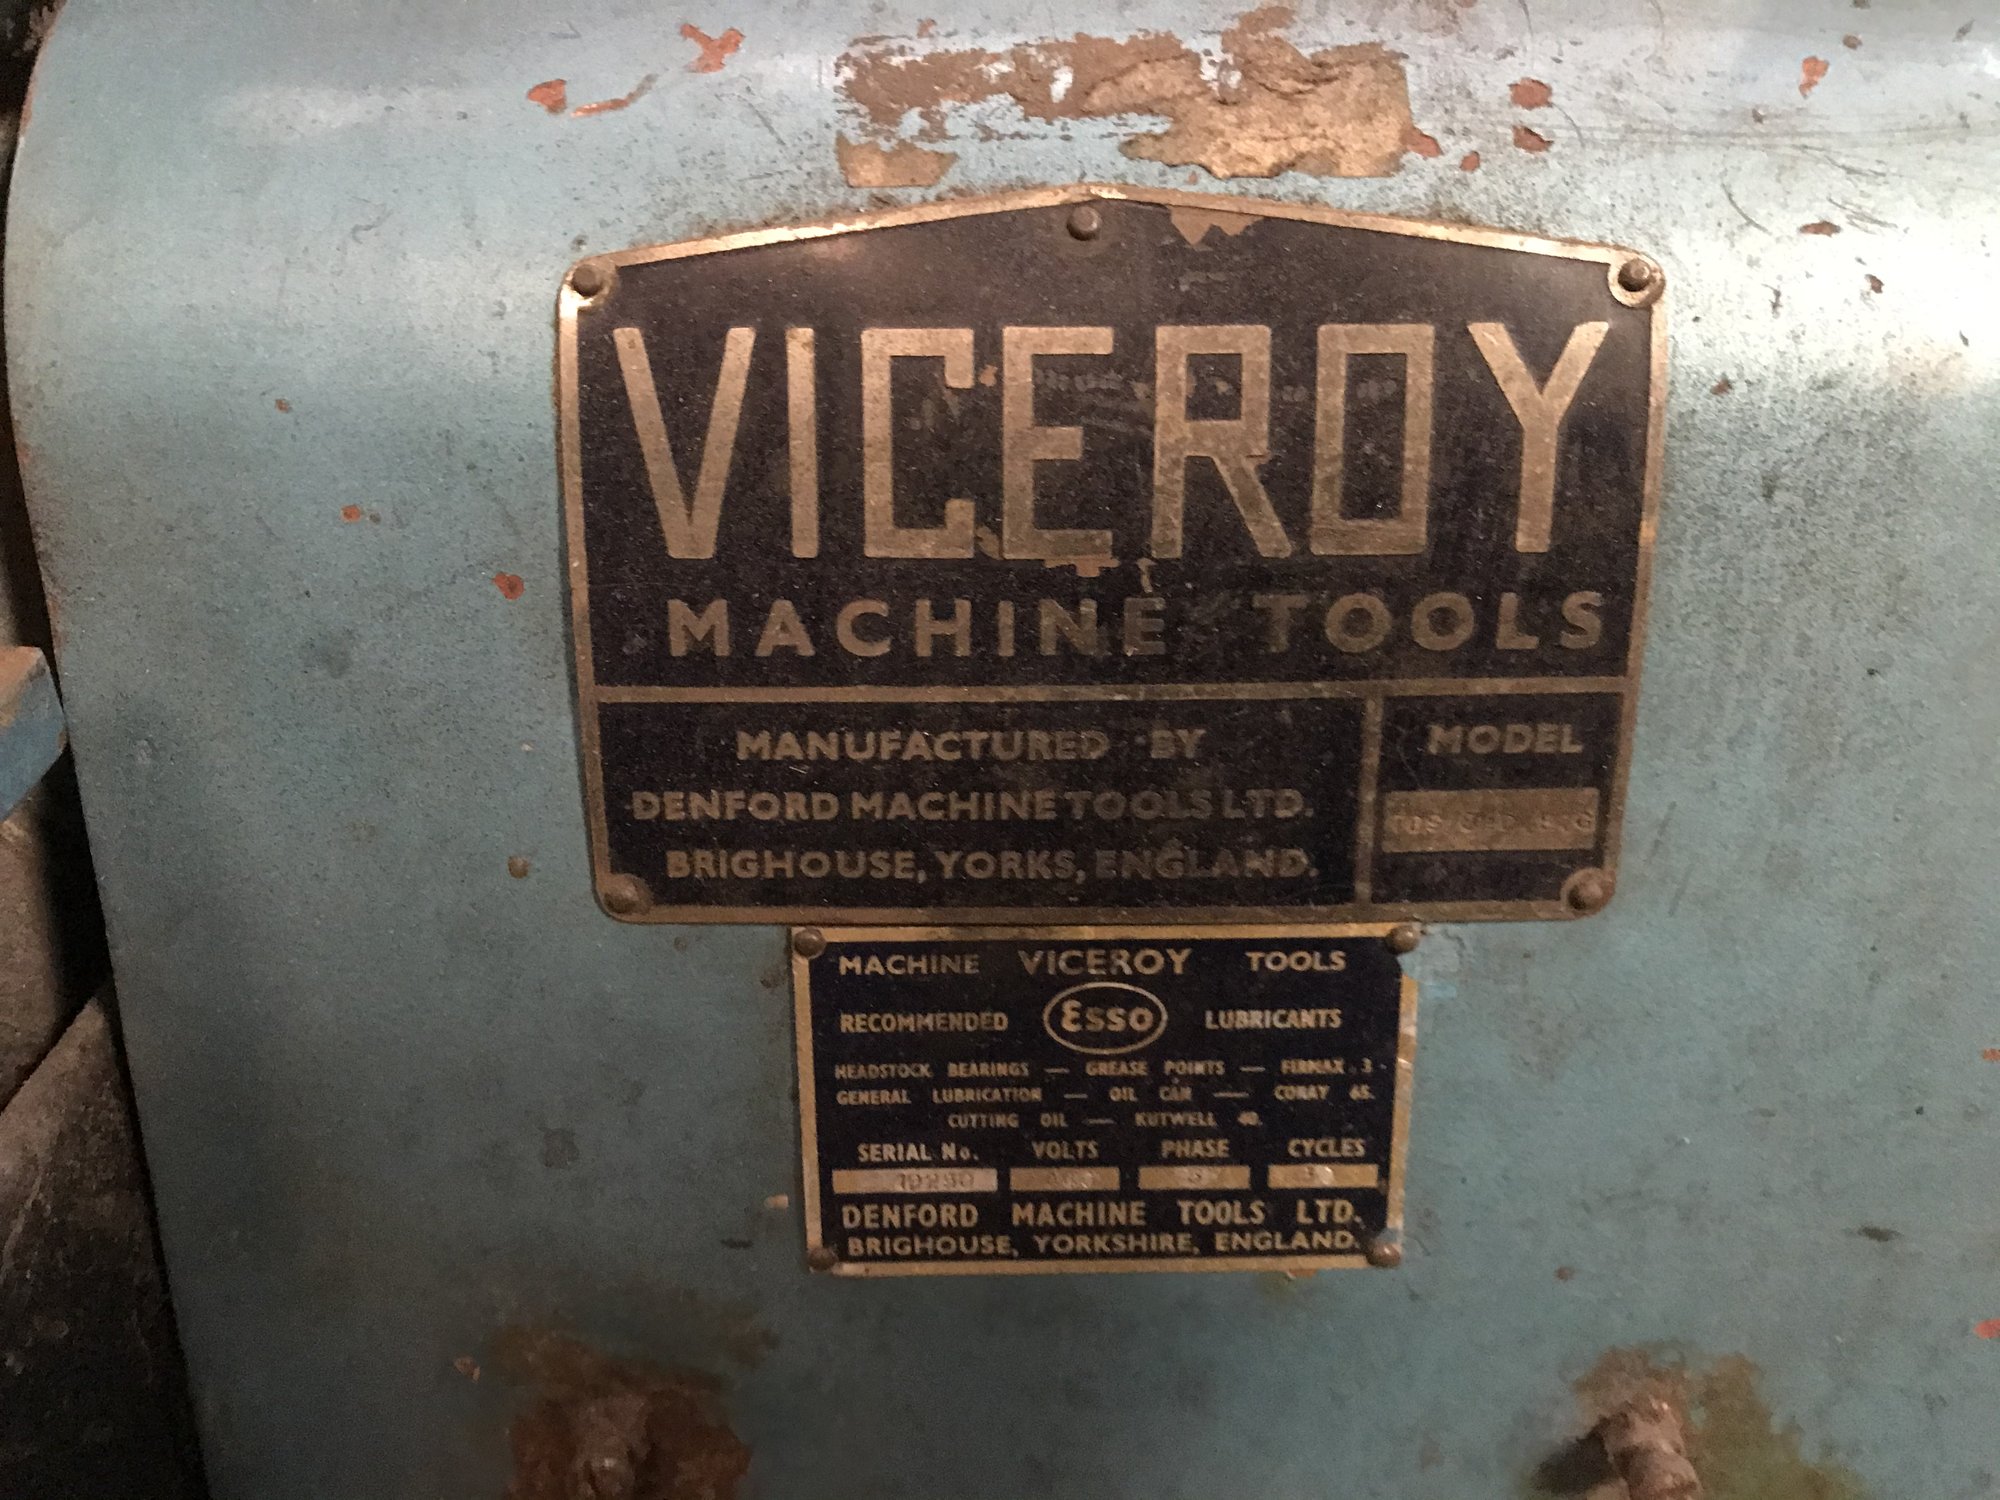 VICEROY
MACHINE TOOLS
MANUFACTURED BY
DENFORD MACHINE TOOLS LTD.
BRIGHOUSE, YORKS, ENGLAND.
MODEL
MACHINE VICEROY TOOLS
RECOMMENDED Esso LUBRICANTS
HEADSTOCK BEARINGS — GREASE POINTS — FERMAX 3
GENERAL LUBRICATION — OIL CAN — CORAY 65.
CUTTING OIL — KUTWELL 40.
SERIAL No. VOLTS PHASE CYCLES
DENFORD MACHINE TOOLS LTD.
BRIGHOUSE, YORKSHIRE, ENGLAND.